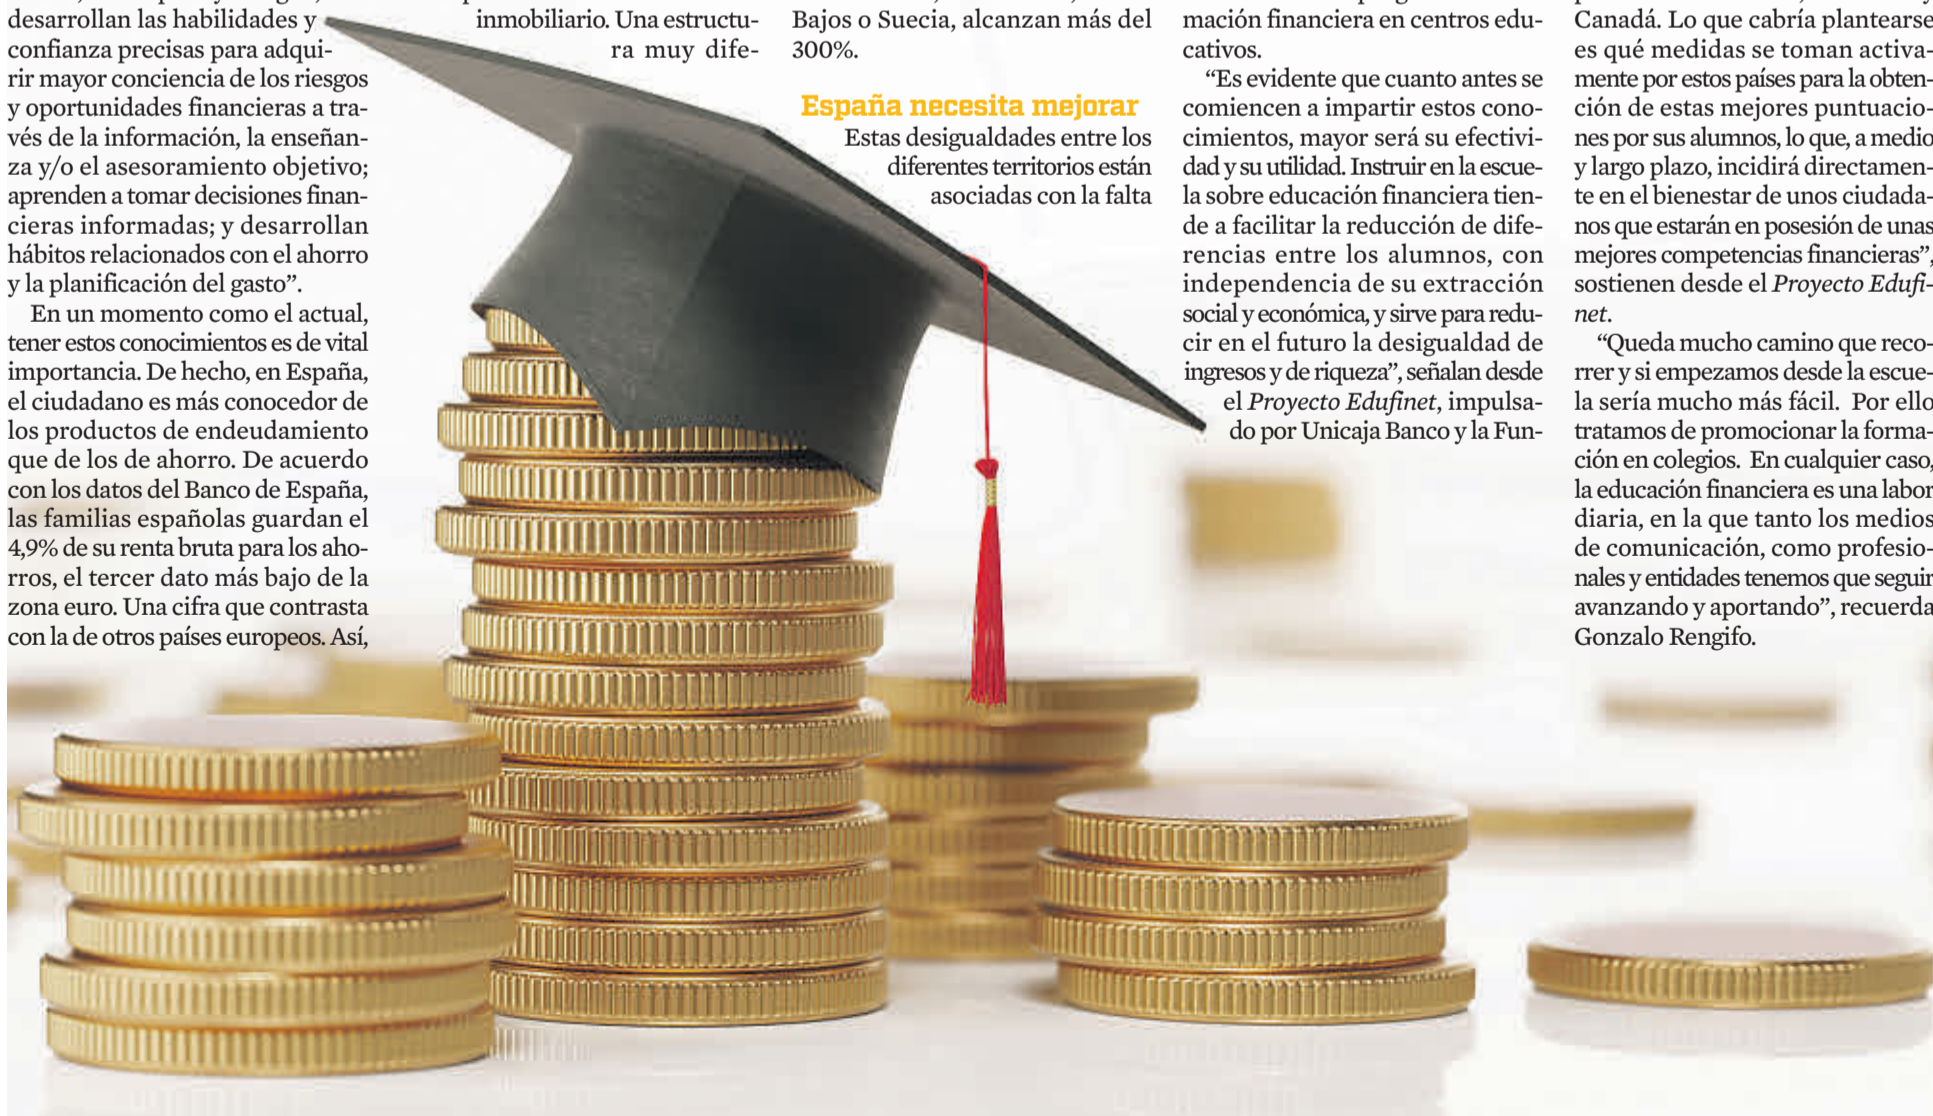 desarrollan las habilidades y
confianza precisas para adqui-
rir mayor conciencia de los riesgos
y oportunidades financieras a tra-
vés de la información, la enseñan-
za y/o el asesoramiento objetivo;
aprenden a tomar decisiones finan-
cieras informadas; y desarrollan
hábitos relacionados con el ahorro
y la planificación del gasto”.
En un momento como el actual,
tener estos conocimientos es de vital
importancia. De hecho, en España,
el ciudadano es más conocedor de
los productos de endeudamiento
que de los de ahorro. De acuerdo
con los datos del Banco de España,
las familias españolas guardan el
4,9% de su renta bruta para los aho-
rros, el tercer dato más bajo de la
zona euro. Una cifra que contrasta
con la de otros países europeos. Así,
inmobiliario. Una estructu-
ra muy dife-
Bajos o Suecia, alcanzan más del
300%.
España necesita mejorar
Estas desigualdades entre los
diferentes territorios están
asociadas con la falta
mación financiera en centros edu-
cativos.
“Es evidente que cuanto antes se
comiencen a impartir estos cono-
cimientos, mayor será su efectivi-
dad y su utilidad. Instruir en la escue-
la sobre educación financiera tien-
de a facilitar la reducción de dife-
rencias entre los alumnos, con
independencia de su extracción
social y económica, y sirve para redu-
cir en el futuro la desigualdad de
ingresos y de riqueza”, señalan desde
el Proyecto Edufinet, impulsa-
do por Unicaja Banco y la Fun-
Canadá. Lo que cabría plantearse
es qué medidas se toman activa-
mente por estos países para la obten-
ción de estas mejores puntuacio-
nes por sus alumnos, lo que, a medio
y largo plazo, incidirá directamen-
te en el bienestar de unos ciudada-
nos que estarán en posesión de unas
mejores competencias financieras”,
sostienen desde el Proyecto Edufi-
net.
“Queda mucho camino que reco-
rrer y si empezamos desde la escue-
la sería mucho más fácil. Por ello
tratamos de promocionar la forma-
ción en colegios. En cualquier caso,
la educación financiera es una labor
diaria, en la que tanto los medios
de comunicación, como profesio-
nales y entidades tenemos que seguir
avanzando y aportando”, recuerda
Gonzalo Rengifo.